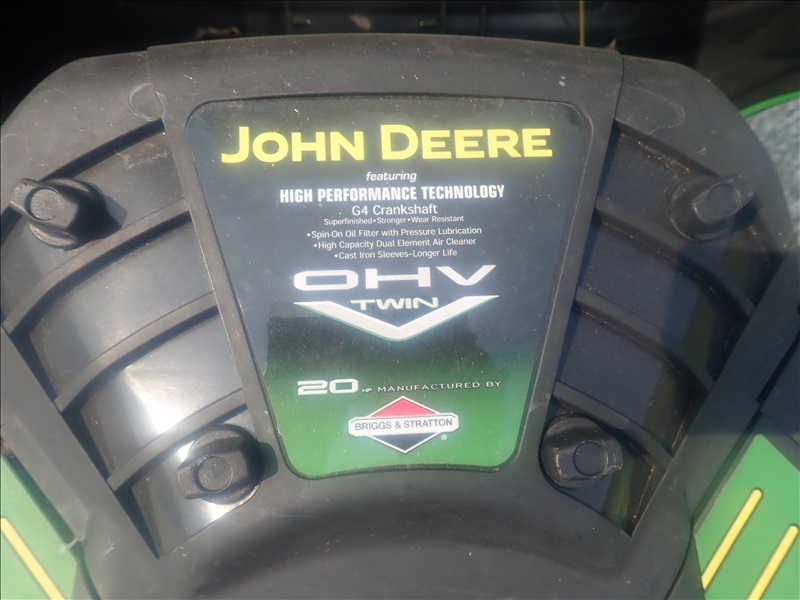 JOHN DEERE
featuring
HIGH PERFORMANCE TECHNOLOGY
G4 Crankshaft
Superfinished•Stronger•Wear Resistant
•Spin-On Oil Filter with Pressure Lubrication
•High Capacity Dual Element Air Cleaner
•Cast Iron Sleeves–Longer Life
OHV
TWIN
20 HP MANUFACTURED BY
BRIGGS & STRATTON
®